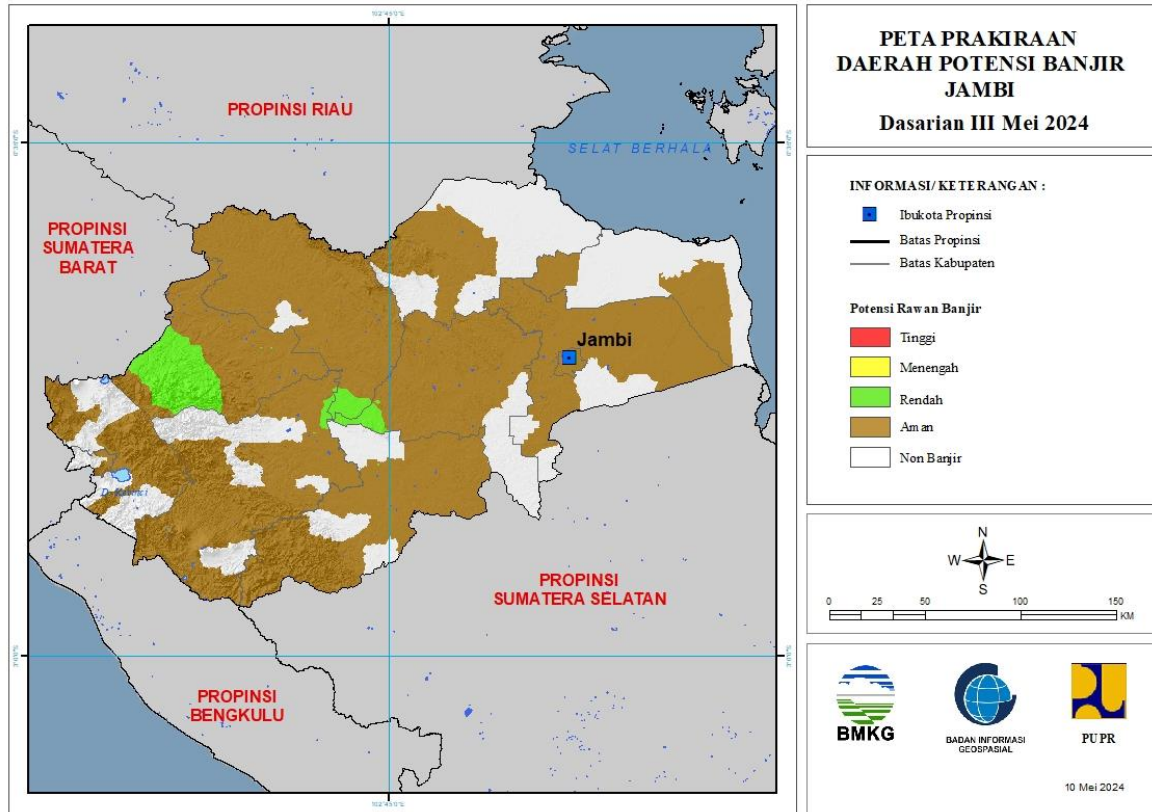 PETA PRAKIRAAN
DAERAH POTENSI BANJIR
JAMBI
Dasarian III Mei 2024
PROPINSI RIAU
SELAT BERHALA
PROPINSI
SUMATERA
BARAT
Jambi
PROPINSI
SUMATERA SELATAN
PROPINSI
BENGKULU
INFORMASI/ KETERANGAN :
Ibukota Propinsi
Batas Propinsi
Batas Kabupaten
Potensi Rawan Banjir
Tinggi
Menengah
Rendah
Aman
Non Banjir
N
W E
S
0 25 50 100 150
KM
BMKG
BADAN INFORMASI
GEOSPASIAL
PUPR
10 Mei 2024